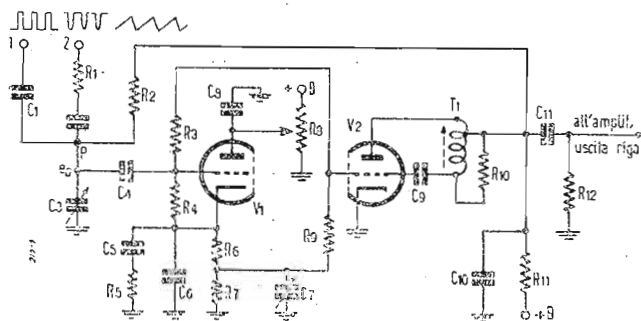 1
2
R1
C1
R2
P
C3
C4
R3
R4
C5
R5
C6
R6
R7
C7
C9
+ B
R8
V1
R9
V2
C9
T1
R10
C11
all'ampli.
uscita riga
R12
C10
R11
+B